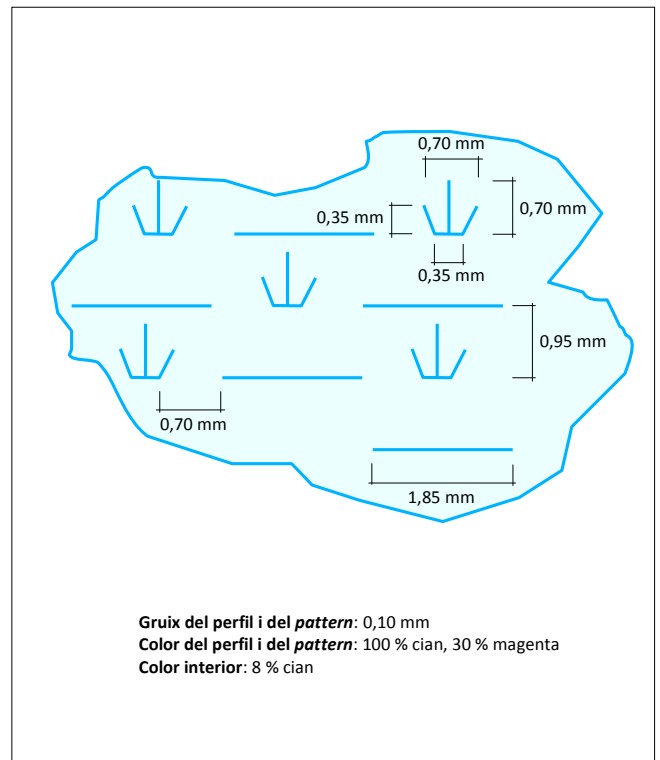 0,70 mm
0,35 mm
0,70 mm
0,35 mm
0,95 mm
0,70 mm
1,85 mm
Gruix del perfil i del pattern: 0,10 mm
Color del perfil i del pattern: 100 % cian, 30 % magenta
Color interior: 8 % cian